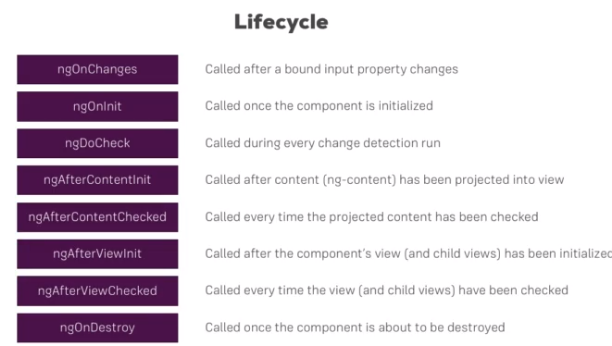 Lifecycle
ngOnChanges Called after a bound input property changes
ngOnInit Called once the component is initialized
ngDoCheck Called during every change detection run
ngAfterContentInit Called after content (ng-content) has been projected into view
ngAfterContentChecked Called every time the projected content has been checked
ngAfterViewInit Called after the component's view (and child views) has been initialized
ngAfterViewChecked Called every time the view (and child views) have been checked
ngOnDestroy Called once the component is about to be destroyed